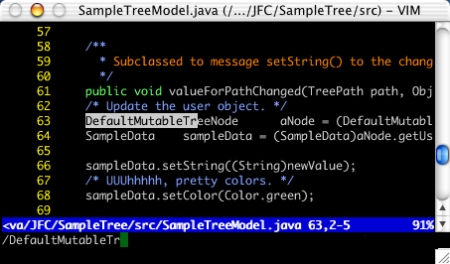 SampleTreeModel.java (/.../JFC/SampleTree/src) – VIM
57
58 /**
59 * Subclassed to message setString() to the chang
60 */
61 public void valueForPathChanged(TreePath path, Obj
62 /* Update the user object. */
63 DefaultMutableTreeNode aNode = (DefaultMutabl
64 SampleData sampleData = (SampleData)aNode.getUs
65
66 sampleData.setString((String)newValue);
67 /* UUUhhhhh, pretty colors. */
68 sampleData.setColor(Color.green);
69
<va/JFC/SampleTree/src/SampleTreeModel.java 63,2-5 91%
/DefaultMutableTr